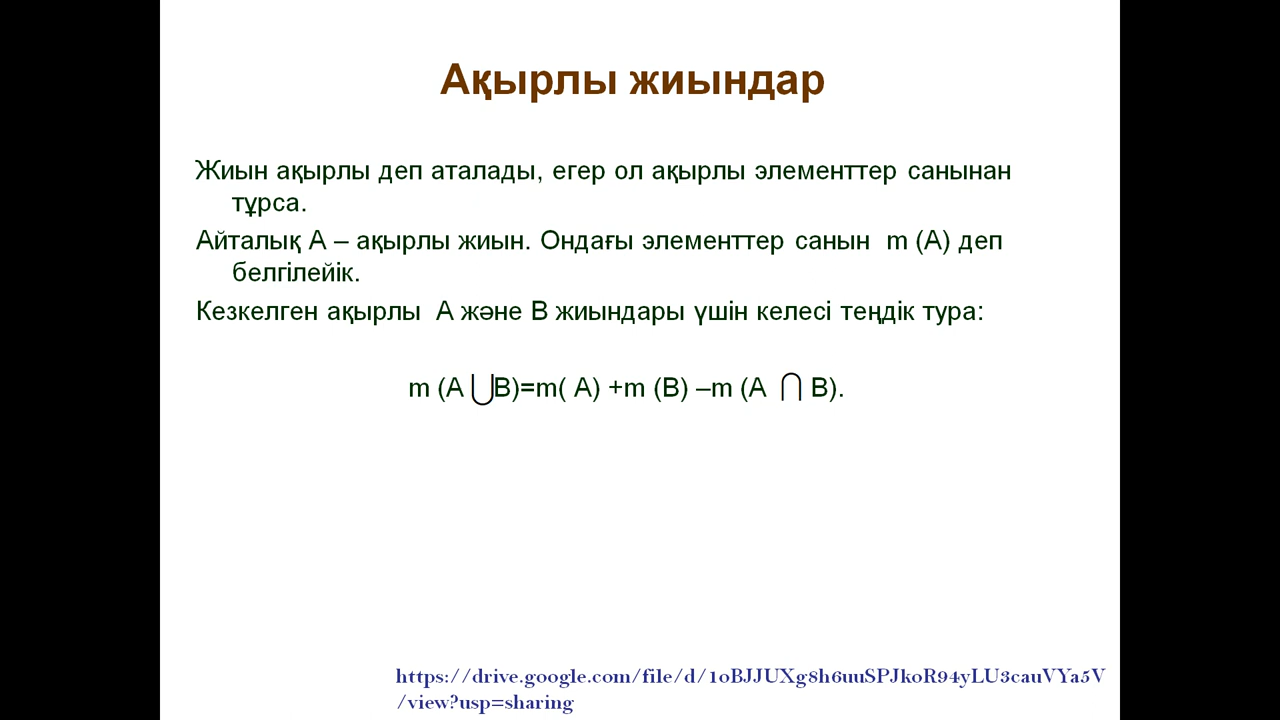 Ақырлы жиындар
Жиын ақырлы деп аталады, егер ол ақырлы элементтер санынан
тұрса.
Айталық А – ақырлы жиын. Ондағы элементтер санын m (А) деп
белгілейік.
Кезкелген ақырлы А және В жиындары үшін келесі теңдік тура:
m (А ⋃В)=m( А) +m (В) –m (А ⋂ В).
https://drive.google.com/file/d/1oBJJUXg8h6uuSPJkoR94yLU3cauVYa5V
/view?usp=sharing